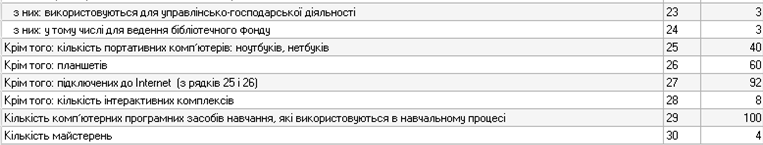 з них: використовуються для управлінсько-господарської діяльності 23 3
з них: у тому числі для ведення бібліотечного фонду 24 3
Крім того: кількість портативних комп'ютерів: ноутбуків, нетбуків 25 40
Крім того: планшетів 26 60
Крім того: підключених до Internet (з рядків 25 і 26) 27 92
Крім того: кількість інтерактивних комплексів 28 8
Кількість комп'ютерних програмних засобів навчання, які використовуються в навчальному процесі 29 100
Кількість майстерень 30 4